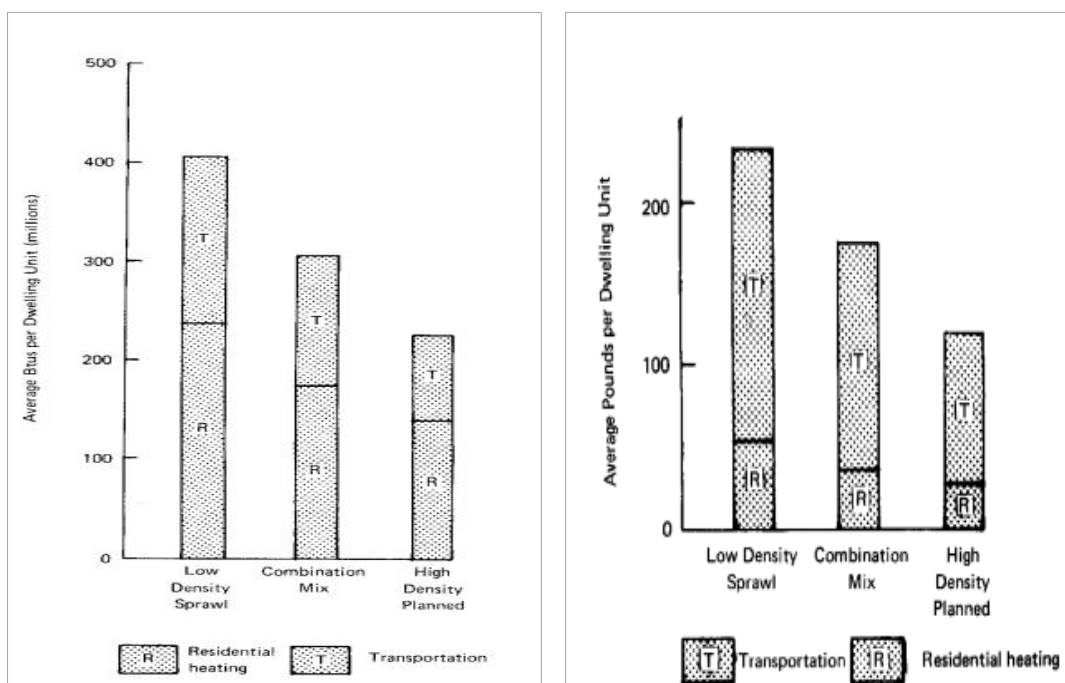 Average Btus per Dwelling Unit (millions)
500
400
300
200
100
0
T
R
T
R
T
R
Low
Density
Sprawl
Combination
Mix
High
Density
Planned
R Residential
heating
T Transportation
Average Pounds per Dwelling Unit
200
100
0
T
R
T
R
T
R
Low Density
Sprawl
Combination
Mix
High
Density
Planned
T Transportation
R Residential heating